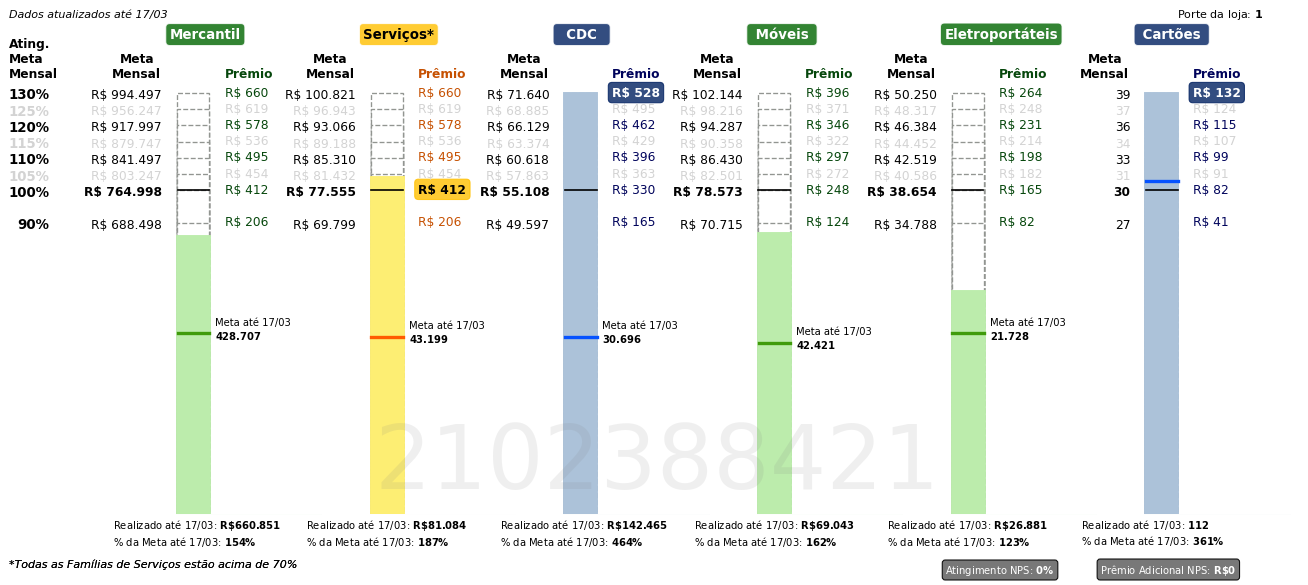 Dados atualizados até 17/03 Porte da loja: 1
Mercantil Serviços* CDC Móveis Eletroportáteis Cartões
Ating. Meta Mensal Meta Mensal Prêmio Meta Mensal Prêmio Meta Mensal Prêmio Meta Mensal Prêmio Meta Mensal Prêmio Meta Mensal Prêmio
130% R$ 994.497 R$ 660 R$ 100.821 R$ 660 R$ 71.640 R$ 528 R$ 102.144 R$ 396 R$ 50.250 R$ 264 39 R$ 132
125% R$ 956.247 R$ 619 R$ 96.943 R$ 619 R$ 68.885 R$ 495 R$ 98.216 R$ 371 R$ 48.317 R$ 248 37 R$ 124
120% R$ 917.997 R$ 578 R$ 93.066 R$ 578 R$ 66.129 R$ 462 R$ 94.287 R$ 346 R$ 46.384 R$ 231 36 R$ 115
115% R$ 879.747 R$ 536 R$ 89.188 R$ 536 R$ 63.374 R$ 429 R$ 90.358 R$ 322 R$ 44.452 R$ 214 34 R$ 107
110% R$ 841.497 R$ 495 R$ 85.310 R$ 495 R$ 60.618 R$ 396 R$ 86.430 R$ 297 R$ 42.519 R$ 198 33 R$ 99
105% R$ 803.247 R$ 454 R$ 81.432 R$ 454 R$ 57.863 R$ 363 R$ 82.501 R$ 272 R$ 40.586 R$ 182 31 R$ 91
100% R$ 764.998 R$ 412 R$ 77.555 R$ 412 R$ 55.108 R$ 330 R$ 78.573 R$ 248 R$ 38.654 R$ 165 30 R$ 82
90% R$ 688.498 R$ 206 R$ 69.799 R$ 206 R$ 49.597 R$ 165 R$ 70.715 R$ 124 R$ 34.788 R$ 82 27 R$ 41
Meta até 17/03 Meta até 17/03 Meta até 17/03 Meta até 17/03 Meta até 17/03
428.707 43.199 30.696 42.421 21.728
2102388421
Realizado até 17/03: R$660.851 Realizado até 17/03: R$81.084 Realizado até 17/03: R$142.465 Realizado até 17/03: R$69.043 Realizado até 17/03: R$26.881 Realizado até 17/03: 112
% da Meta até 17/03: 154% % da Meta até 17/03: 187% % da Meta até 17/03: 464% % da Meta até 17/03: 162% % da Meta até 17/03: 123% % da Meta até 17/03: 361%
*Todas as Famílias de Serviços estão acima de 70% Atingimento NPS: 0% Prêmio Adicional NPS: R$0